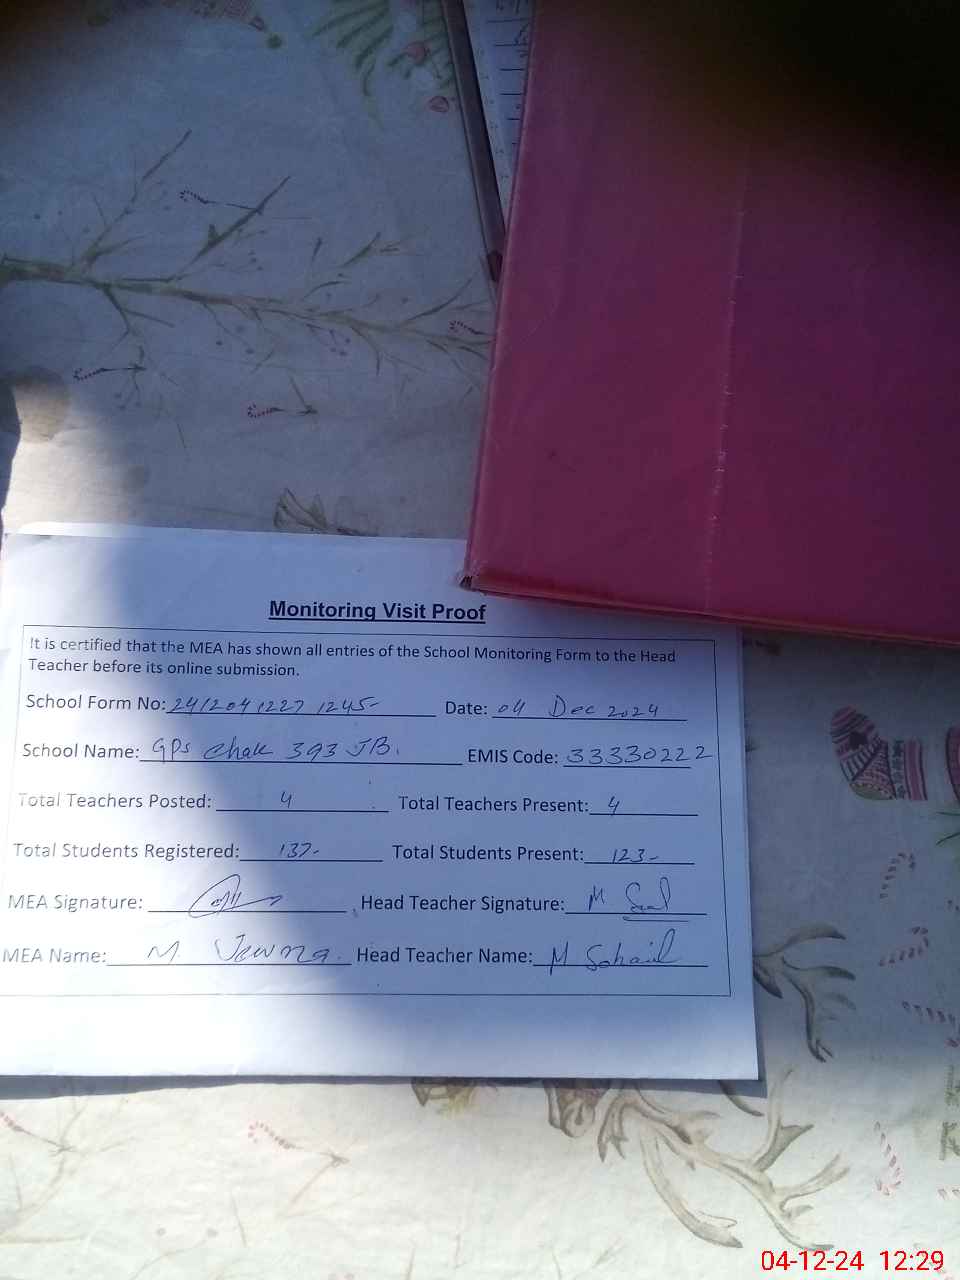 Monitoring Visit Proof
It is certified that the MEA has shown all entries of the School Monitoring Form to the Head
Teacher before its online submission.
School Form No: 241204 1227 1245- Date: 04 Dec 2024
School Name: GPS Chak 393 JB. EMIS Code: 33330222
Total Teachers Posted: 4 Total Teachers Present: 4
Total Students Registered: 137- Total Students Present: 123-
MEA Signature: Head Teacher Signature: M
MEA Name: M. Head Teacher Name: M Sohail
04-12-24 12:29